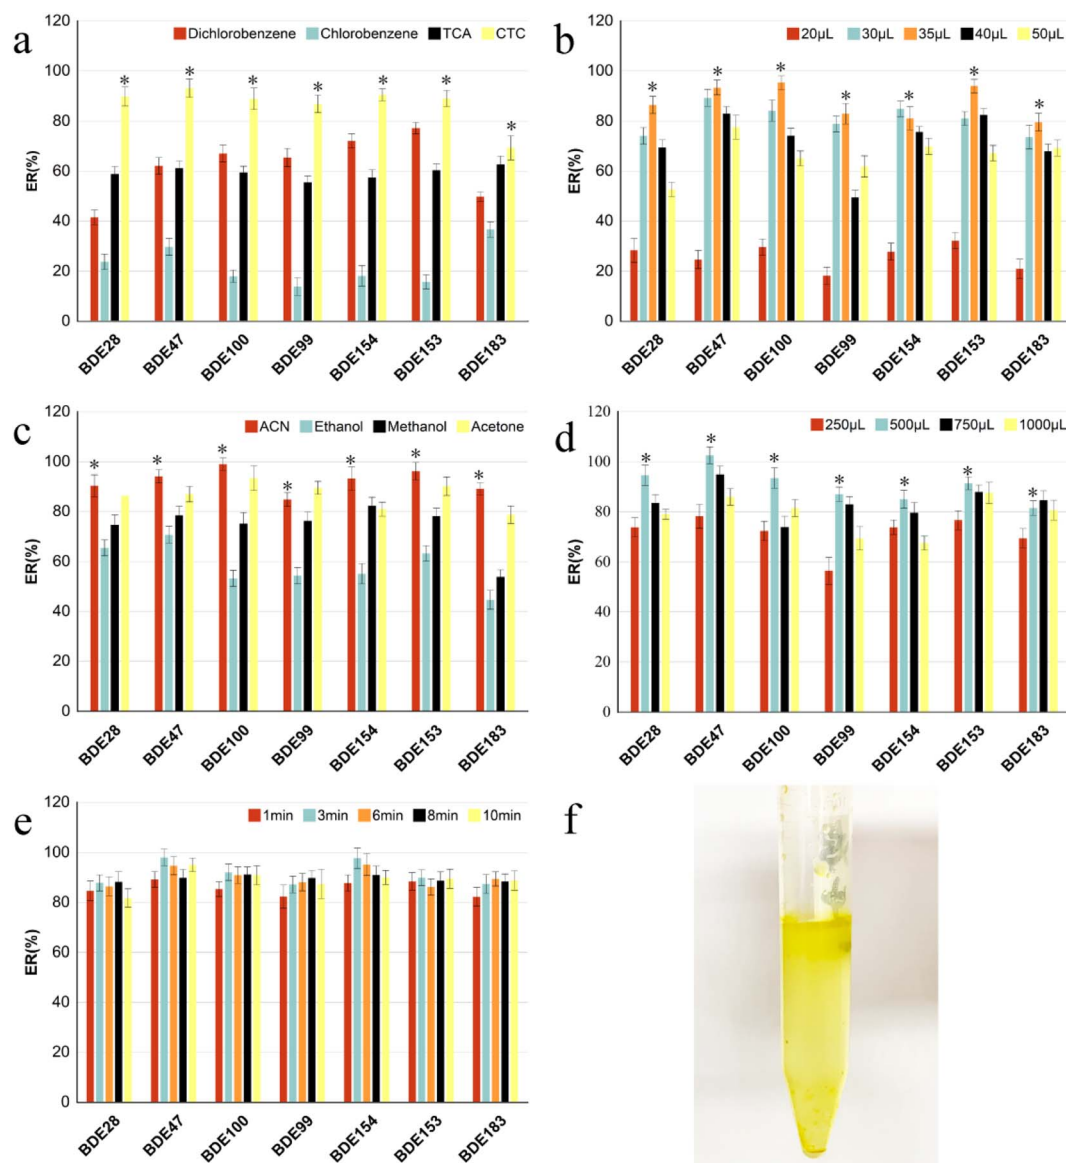 a
Dichlorobenzene Chlorobenzene TCA CTC
ER(%)
120
100
80
60
40
20
0
* * * * * * *
BDE28 BDE47 BDE100 BDE99 BDE154 BDE153 BDE183
b
20μL 30μL 35μL 40μL 50μL
ER(%)
120
100
80
60
40
20
0
* * * * * * *
BDE28 BDE47 BDE100 BDE99 BDE154 BDE153 BDE183
c
ACN Ethanol Methanol Acetone
ER(%)
120
100
80
60
40
20
0
* * * * * * *
BDE28 BDE47 BDE100 BDE99 BDE154 BDE153 BDE183
d
250μL 500μL 750μL 1000μL
ER(%)
120
100
80
60
40
20
0
* * * * * * *
BDE28 BDE47 BDE100 BDE99 BDE154 BDE153 BDE183
e
1min 3min 6min 8min 10min
ER(%)
120
100
80
60
40
20
0
BDE28 BDE47 BDE100 BDE99 BDE154 BDE153 BDE183
f